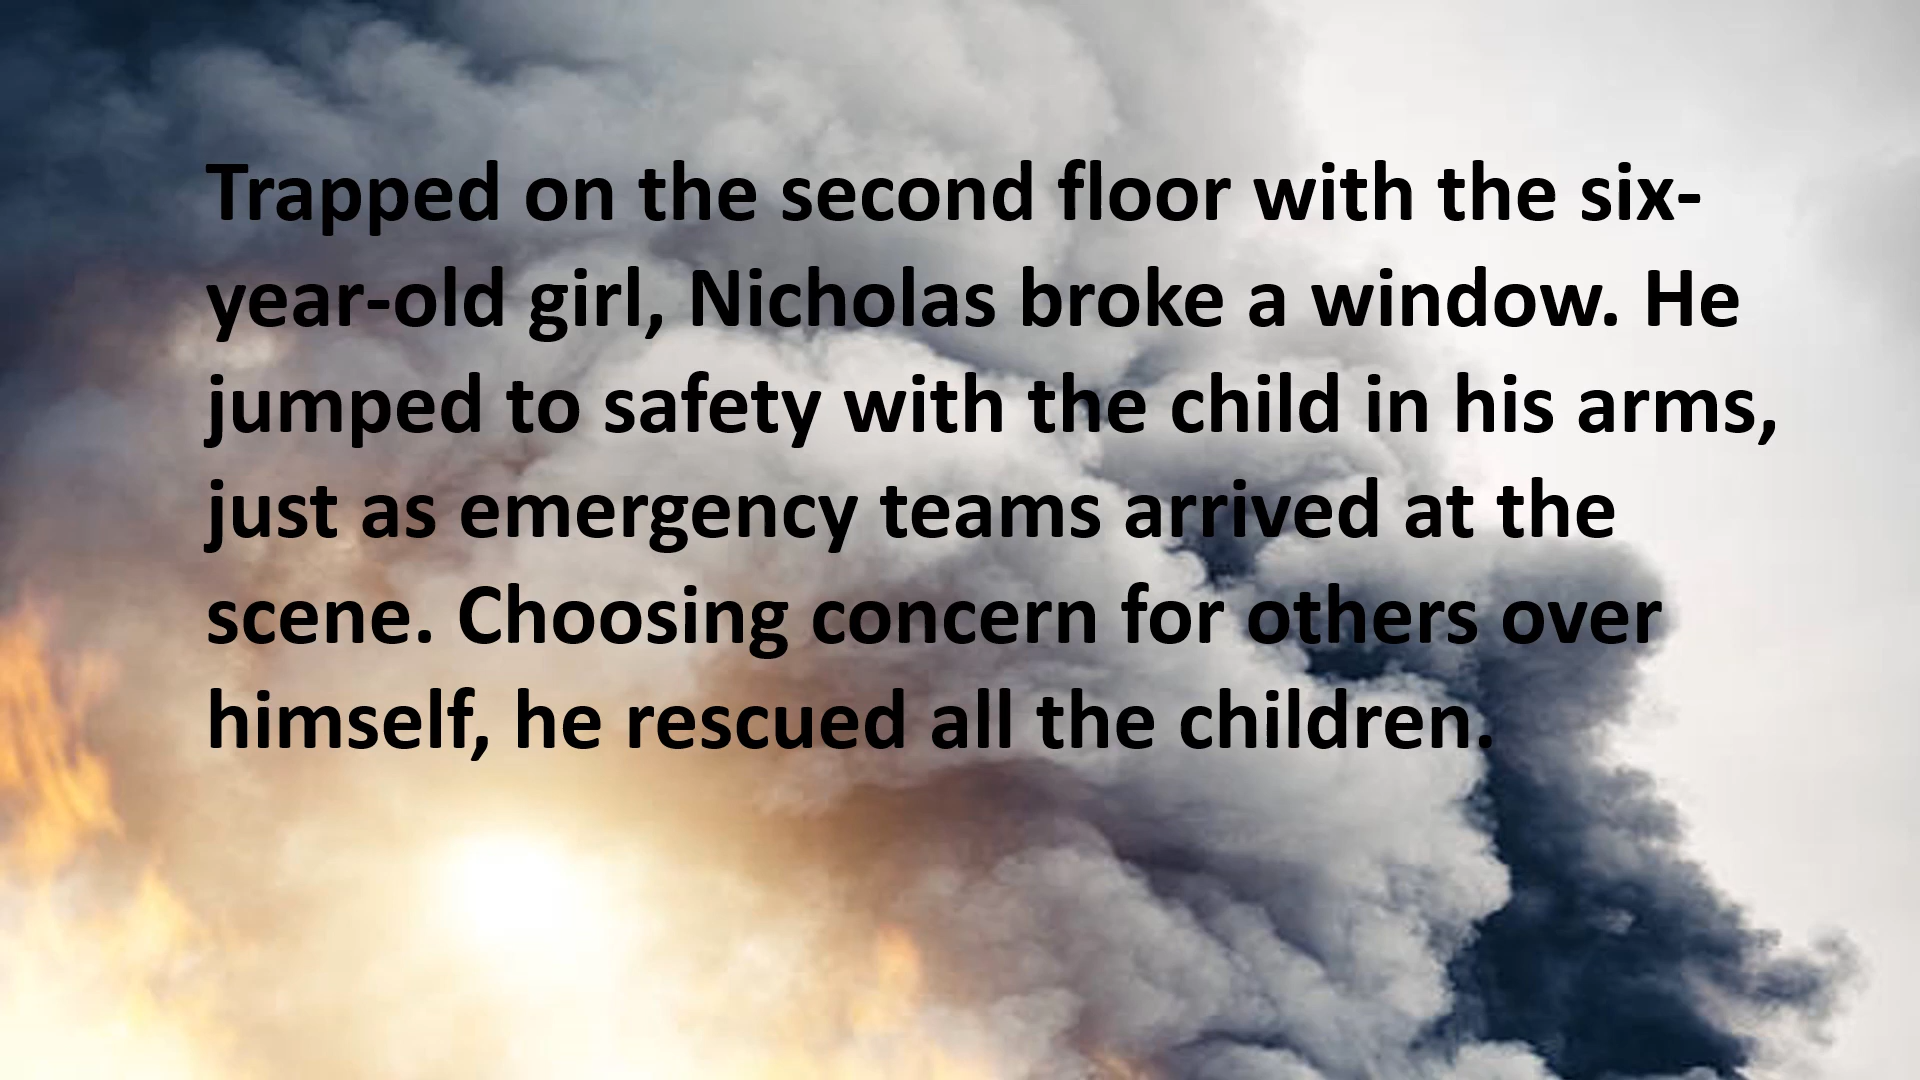 Trapped on the second floor with the six-
year-old girl, Nicholas broke a window. He
jumped to safety with the child in his arms,
just as emergency teams arrived at the
scene. Choosing concern for others over
himself, he rescued all the children.